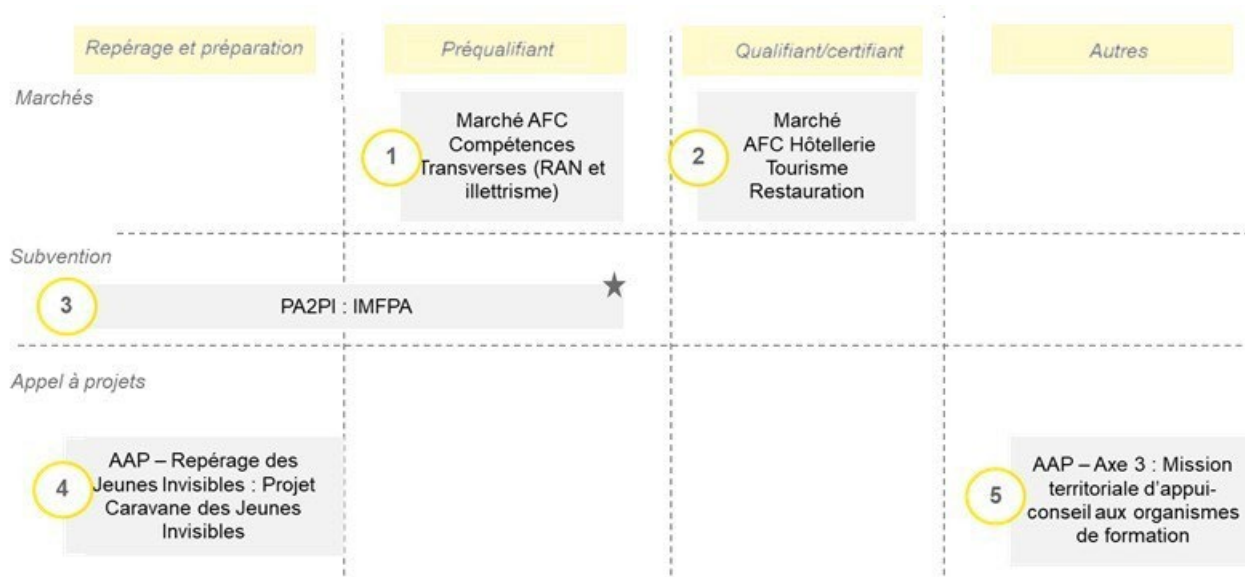 Repérage et préparation
Préqualifiant
Qualifiant/certifiant
Autres
Marchés
1
Marché AFC
Compétences
Transverses (RAN et
illettrisme)
2
Marché
AFC Hôtellerie
Tourisme
Restauration
Subvention
3
PA2PI : IMFPA
Appel à projets
4
AAP – Repérage des
Jeunes Invisibles : Projet
Caravane des Jeunes
Invisibles
5
AAP – Axe 3 : Mission
territoriale d'appui-
conseil aux organismes
de formation